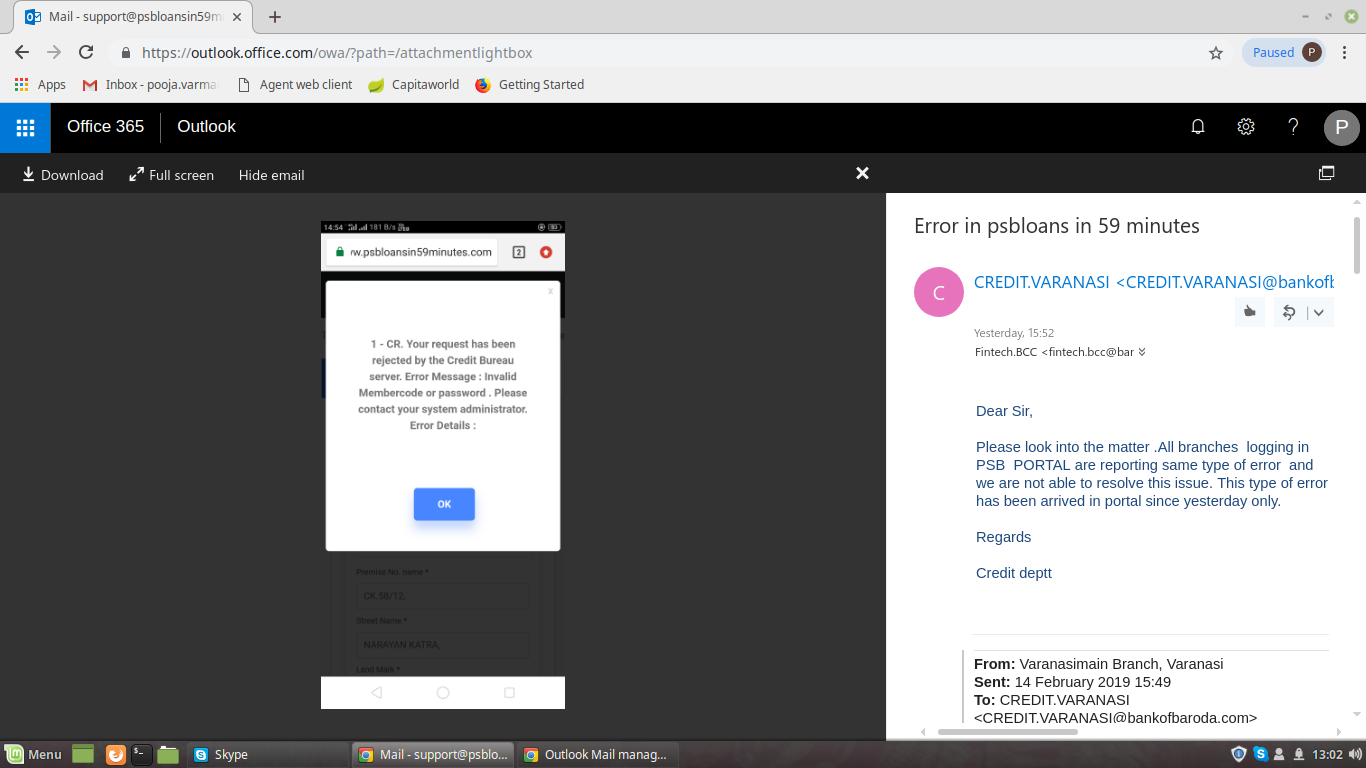 Mail - support@psbloansin59m
https://outlook.office.com/owa/?path=/attachmentlightbox
Paused P
Apps Inbox - pooja.varma Agent web client Capitaworld Getting Started
Office 365 Outlook ? P
Download Full screen Hide email
14:54 181 B/s
w.psbloansin59minutes.com 2
x
1 - CR. Your request has been
rejected by the Credit Bureau
server. Error Message : Invalid
Membercode or password . Please
contact your system administrator.
Error Details :
OK
Premise No. name *
CK.58/12,
Street Name *
NARAYAN KATRA,
Land Mark *
Error in psbloans in 59 minutes
C
CREDIT.VARANASI <CREDIT.VARANASI@bankofb
Yesterday, 15:52
Fintech.BCC <fintech.bcc@bar
Dear Sir,
Please look into the matter .All branches  logging in
PSB  PORTAL are reporting same type of error  and
we are not able to resolve this issue. This type of error
has been arrived in portal since yesterday only.
Regards
Credit deptt
From: Varanasimain Branch, Varanasi
Sent: 14 February 2019 15:49
To: CREDIT.VARANASI
<CREDIT.VARANASI@bankofbaroda.com>
Menu Skype Mail - support@psblo... Outlook Mail manag... 13:02